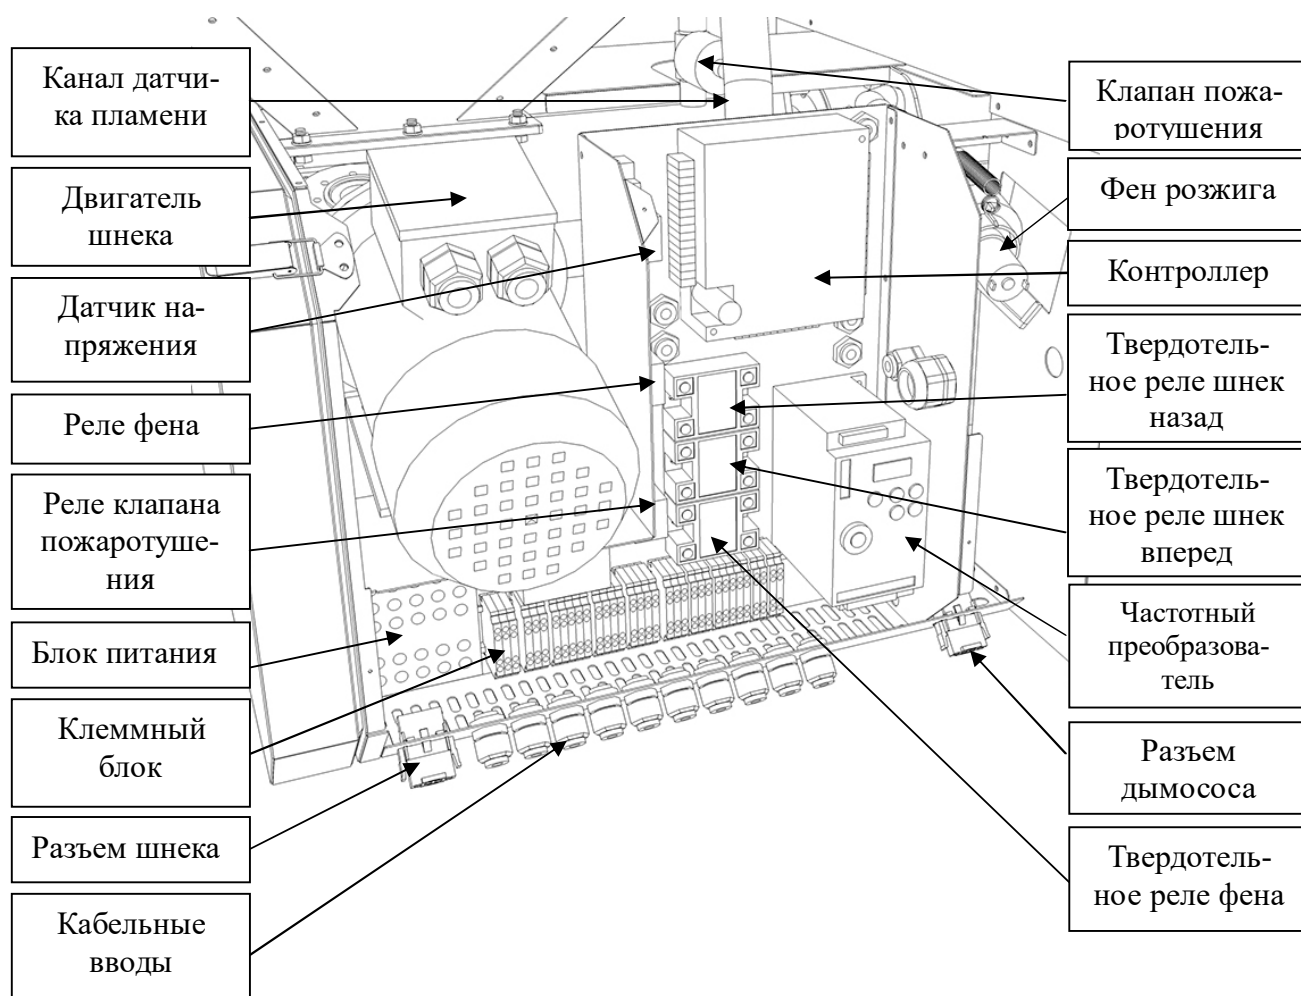 Канал датчи-
ка пламени
Двигатель
шнека
Датчик на-
пряжения
Реле фена
Реле клапана
пожаротуше-
ния
Блок питания
Клеммный
блок
Разъем шнека
Кабельные
вводы
Клапан пожа-
ротушения
Фен розжига
Контроллер
Твердотель-
ное реле шнек
назад
Твердотель-
ное реле шнек
вперед
Частотный
преобразова-
тель
Разъем
дымососа
Твердотель-
ное реле фена